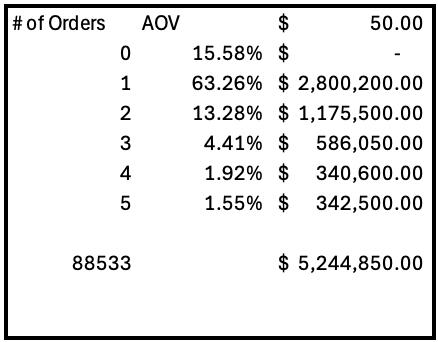 # of Orders AOV $ 50.00
0 15.58% $ -
1 63.26% $ 2,800,200.00
2 13.28% $ 1,175,500.00
3 4.41% $ 586,050.00
4 1.92% $ 340,600.00
5 1.55% $ 342,500.00
88533 $ 5,244,850.00